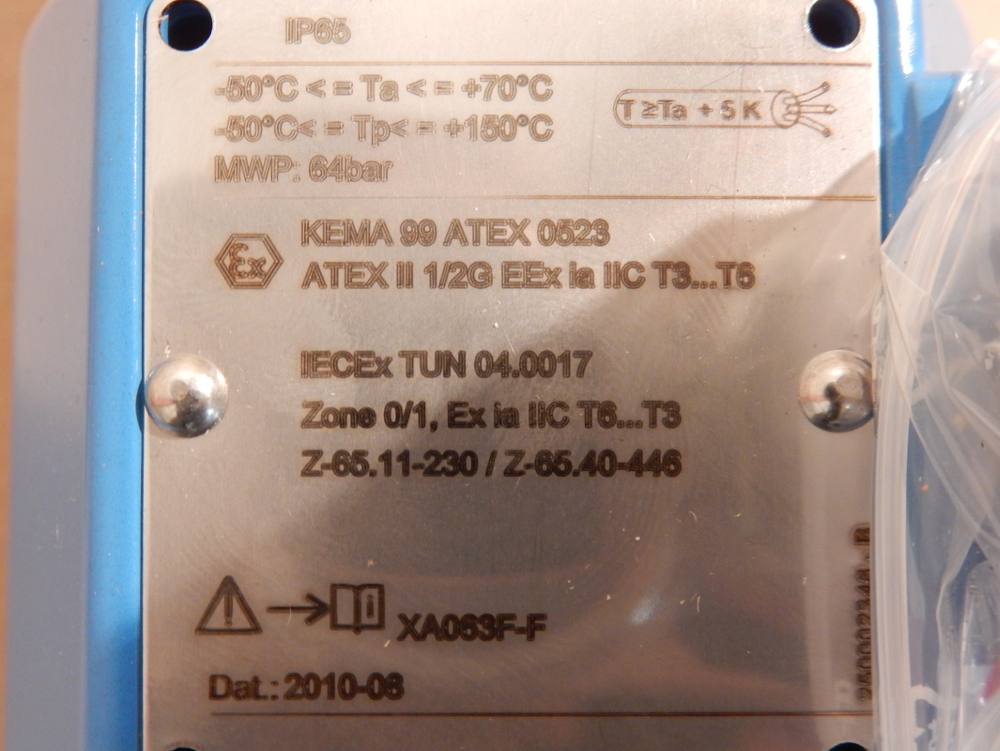 IP65
-50°C < = Ta < = +70°C
-50°C< = Tp< = +150°C
T ≥Ta + 5 K
MWP: 64bar
Ex
KEMA 99 ATEX 0523
ATEX II 1/2G EEx ia IIC T3...T6
IECEx TUN 04.0017
Zone 0/1, Ex ia IIC T6...T3
Z-65.11-230 / Z-65.40-446
XA063F-F
Dat.: 2010-08